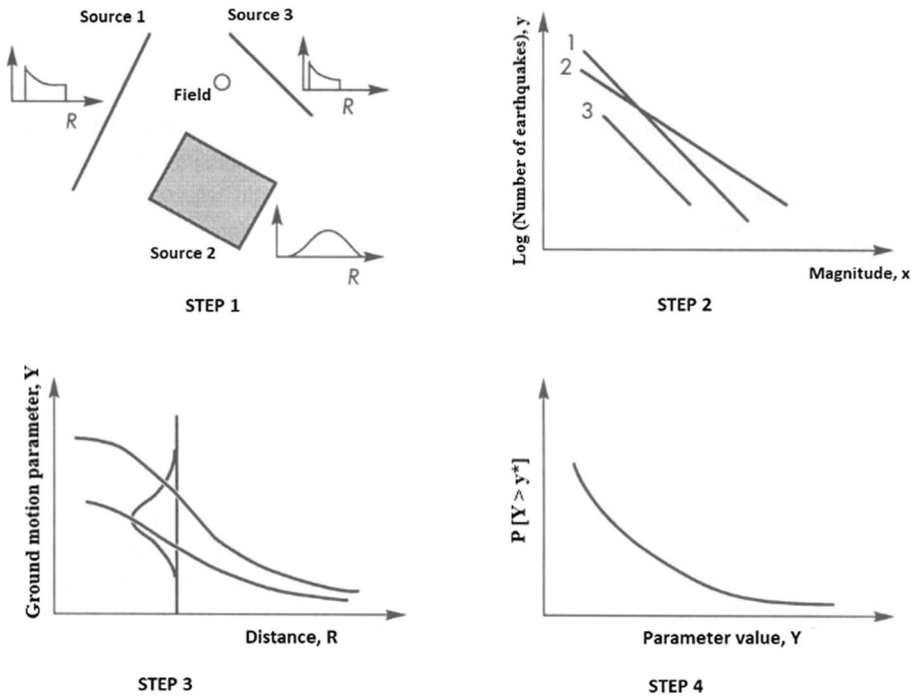 Source 1
Source 3
Field
R
R
Source 2
R
STEP 1
Log (Number of earthquakes), y
1
2
3
Magnitude, x
STEP 2
Ground motion parameter, Y
Distance, R
STEP 3
P [Y > y*]
Parameter value, Y
STEP 4